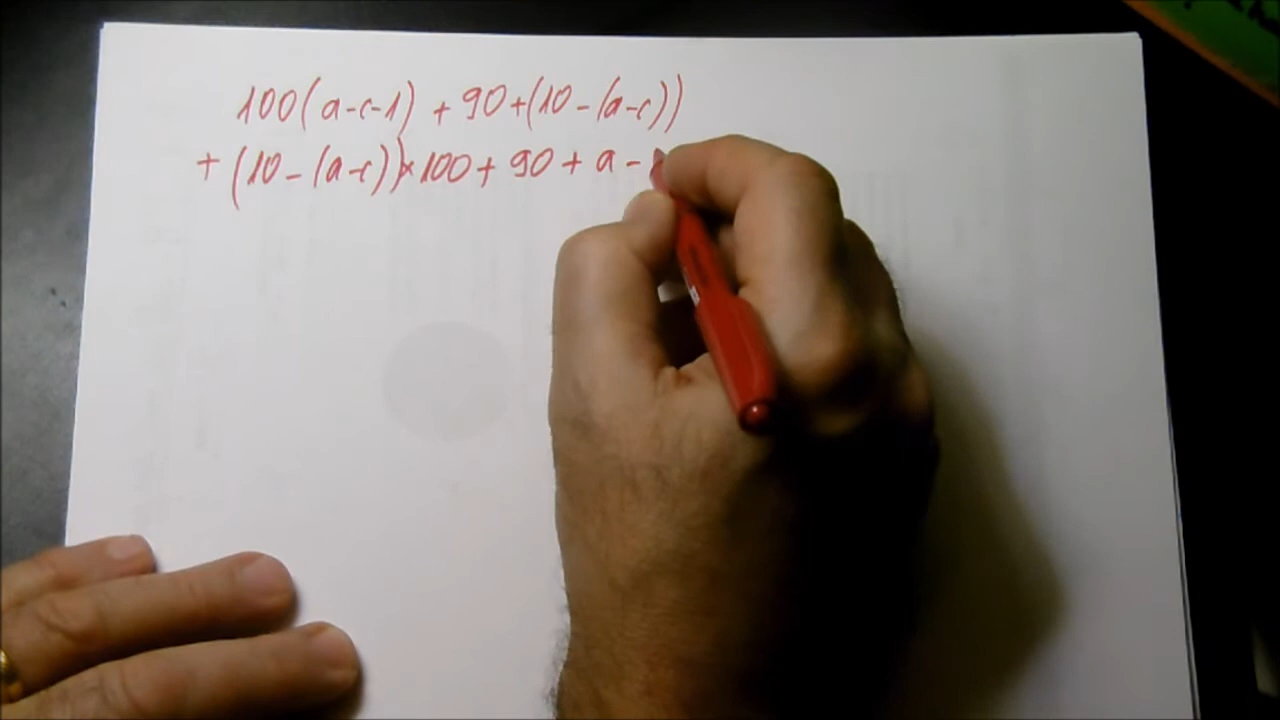 100(a-c-1) + 90 + (10 - (a-c))
+ (10 - (a-c)) × 100 + 90 + a -